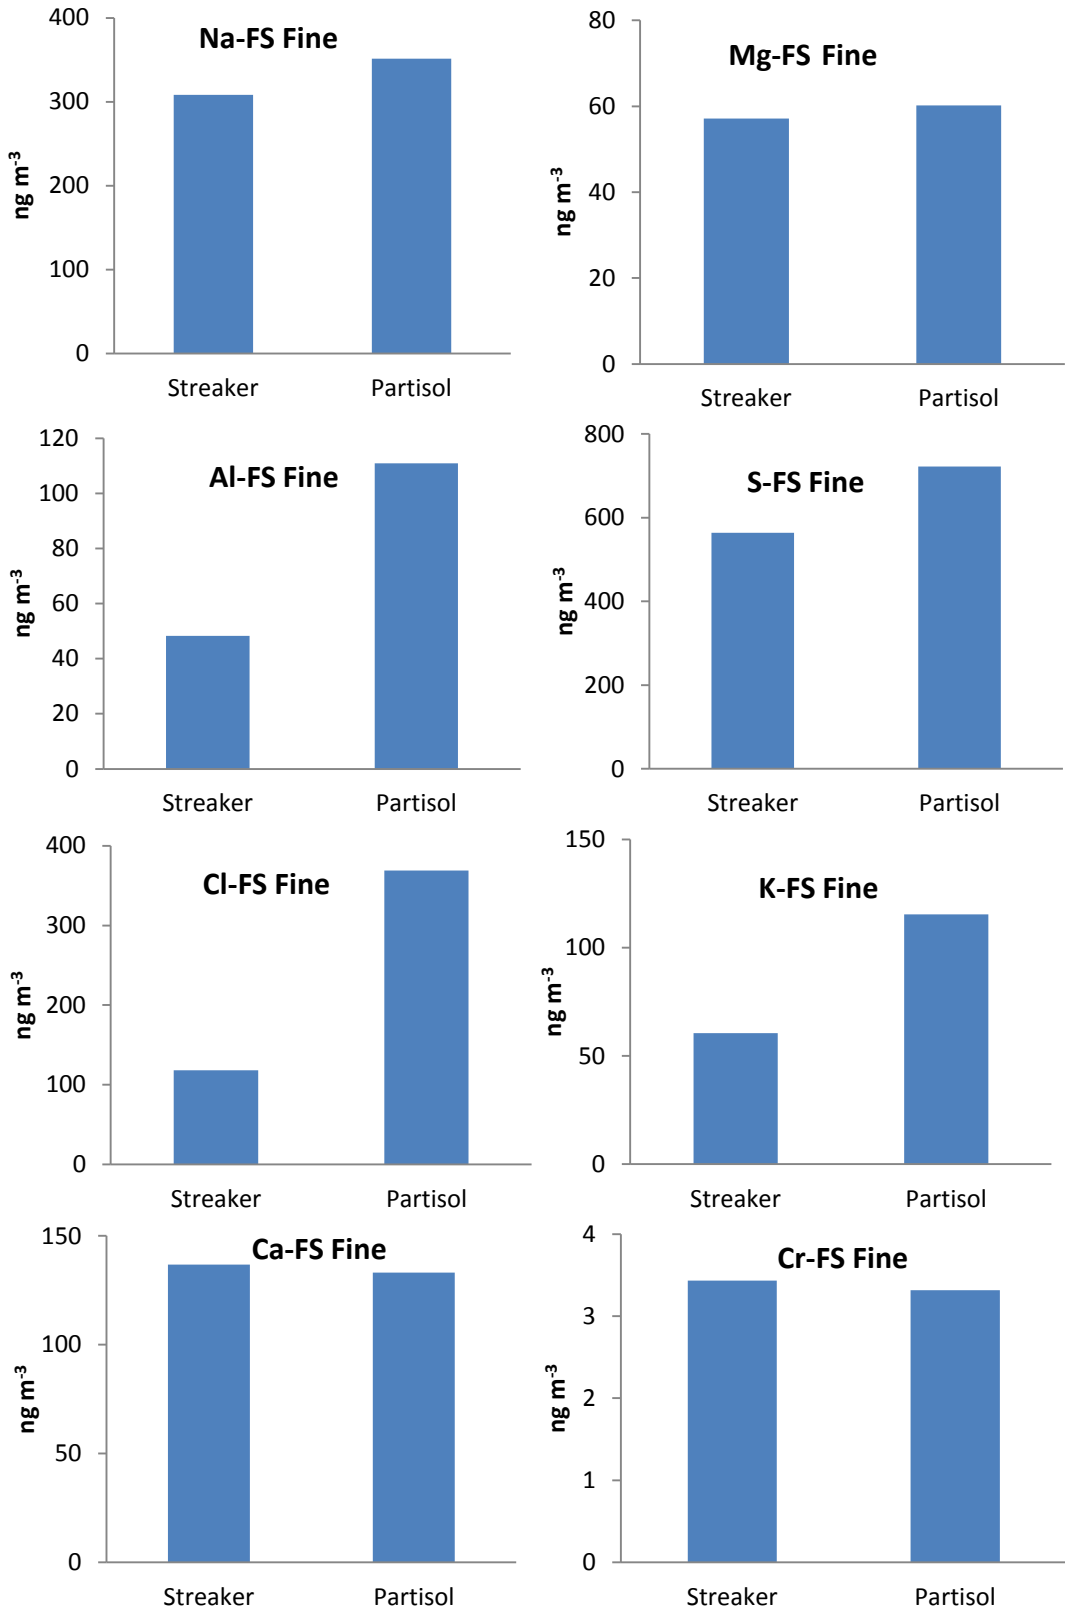 Na-FS Fine
400
300
200
100
0
ng m-3
Streaker
Partisol
Mg-FS Fine
80
60
40
20
0
ng m-3
Streaker
Partisol
Al-FS Fine
120
100
80
60
40
20
0
ng m-3
Streaker
Partisol
S-FS Fine
800
600
400
200
0
ng m-3
Streaker
Partisol
Cl-FS Fine
400
300
200
100
0
ng m-3
Streaker
Partisol
K-FS Fine
150
100
50
0
ng m-3
Streaker
Partisol
Ca-FS Fine
150
100
50
0
ng m-3
Streaker
Partisol
Cr-FS Fine
4
3
2
1
0
ng m-3
Streaker
Partisol